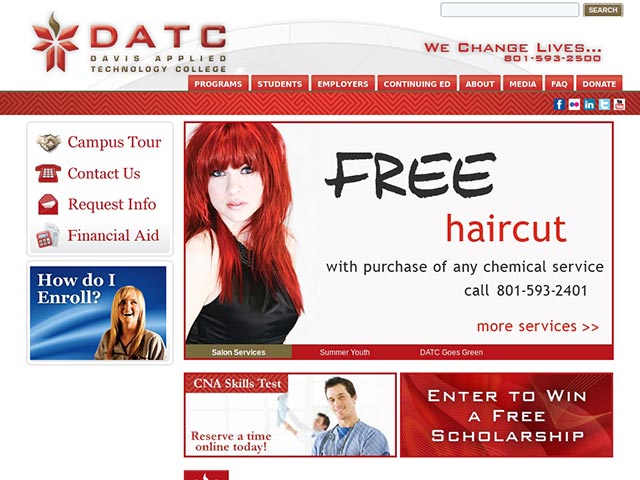 SEARCH
DATC
DAVIS APPLIED
TECHNOLOGY COLLEGE
WE CHANGE LIVES...
801-593-2500
PROGRAMS
STUDENTS
EMPLOYERS
CONTINUING ED
ABOUT
MEDIA
FAQ
DONATE
Campus Tour
Contact Us
Request Info
Financial Aid
How do I
Enroll?
FREE
haircut
with purchase of any chemical service
call 801-593-2401
more services >>
Salon Services
Summer Youth
DATC Goes Green
CNA Skills Test
Reserve a time
online today!
ENTER TO WIN
A FREE
SCHOLARSHIP